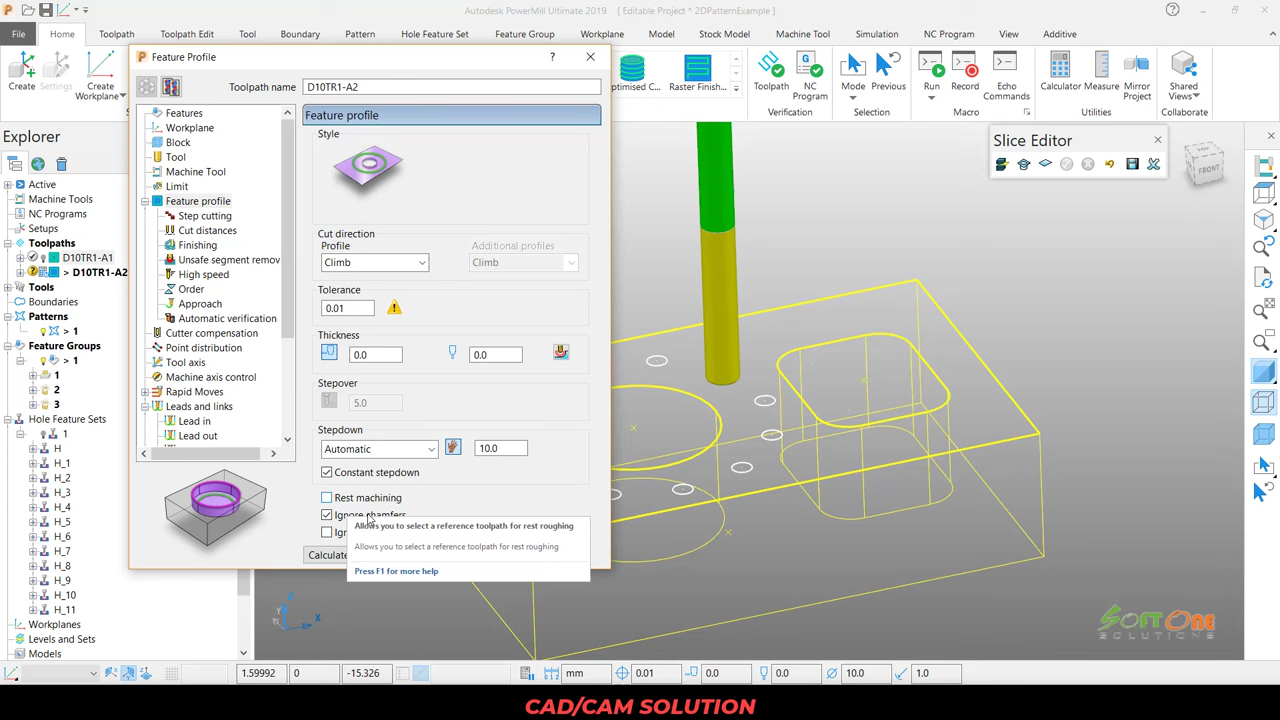 Autodesk PowerMill Ultimate 2019 [ Editable Project * 2DPatternExample ]
File Home Toolpath Toolpath Edit Tool Boundary Pattern Hole Feature Set Feature Group Workplane Model Stock Model Machine Tool Simulation NC Program View Additive
Create Settings Create Workplane
Optimised C... Raster Finish...
Toolpath NC Program Mode Previous Run Record Echo Commands Calculator Measure Mirror Project Shared Views
Verification Selection Macro Utilities Collaborate
Feature Profile
Toolpath name D10TR1-A2
Features
Workplane
Block
Tool
Machine Tool
Limit
Feature profile
Step cutting
Cut distances
Finishing
Unsafe segment remov
High speed
Order
Approach
Automatic verification
Cutter compensation
Point distribution
Tool axis
Machine axis control
Rapid Moves
Leads and links
Lead in
Lead out
Feature profile
Style
Cut direction
Profile Additional profiles
Climb Climb
Tolerance
0.01
Thickness
0.0 0.0
Stepover
5.0
Stepdown
Automatic 10.0
Constant stepdown
Rest machining
Ignore chamfers
Calculate
Allows you to select a reference toolpath for rest roughing
Allows you to select a reference toolpath for rest roughing
Press F1 for more help
Explorer
Active
Machine Tools
NC Programs
Setups
Toolpaths
D10TR1-A1
> D10TR1-A2
Tools
Boundaries
Patterns
> 1
Feature Groups
> 1
1
2
3
Hole Feature Sets
1
H
H_1
H_2
H_3
H_4
H_5
H_6
H_7
H_8
H_9
H_10
H_11
Workplanes
Levels and Sets
Models
Slice Editor
FRONT
Z
Y
X
SOFTONE
SOLUTIONS
1.59992 0 -15.326 mm 0.01 0.0 0.0 10.0 1.0
CAD/CAM SOLUTION